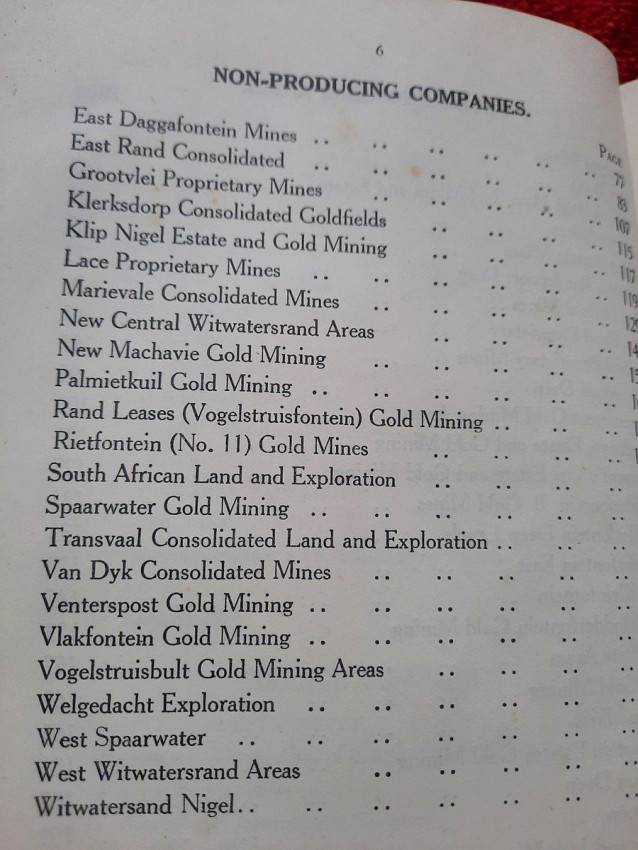 6
NON-PRODUCING COMPANIES.
PAGE
East Daggafontein Mines .. .. .. .. .. .. 77
East Rand Consolidated .. .. .. .. .. .. 83
Grootvlei Proprietary Mines .. .. .. .. .. 107
Klerksdorp Consolidated Goldfields .. .. .. .. 115
Klip Nigel Estate and Gold Mining .. .. .. .. 117
Lace Proprietary Mines .. .. .. .. .. .. 119
Marievale Consolidated Mines .. .. .. .. ..
New Central Witwatersrand Areas .. .. .. ..
New Machavie Gold Mining .. .. .. ..
Palmietkuil Gold Mining .. .. .. .. .. ..
Rand Leases (Vogelstruisfontein) Gold Mining .. .. ..
Rietfontein (No. 11) Gold Mines .. .. .. ..
South African Land and Exploration .. .. .. ..
Spaarwater Gold Mining .. .. .. .. .. ..
Transvaal Consolidated Land and Exploration .. .. ..
Van Dyk Consolidated Mines .. .. .. .. ..
Venterspost Gold Mining .. .. .. .. .. ..
Vlakfontein Gold Mining .. .. .. .. .. ..
Vogelstruisbult Gold Mining Areas .. .. .. ..
Welgedacht Exploration .. .. .. .. .. ..
West Spaarwater .. .. .. .. .. .. ..
West Witwatersrand Areas .. .. .. .. ..
Witwatersand Nigel .. .. .. .. .. .. ..